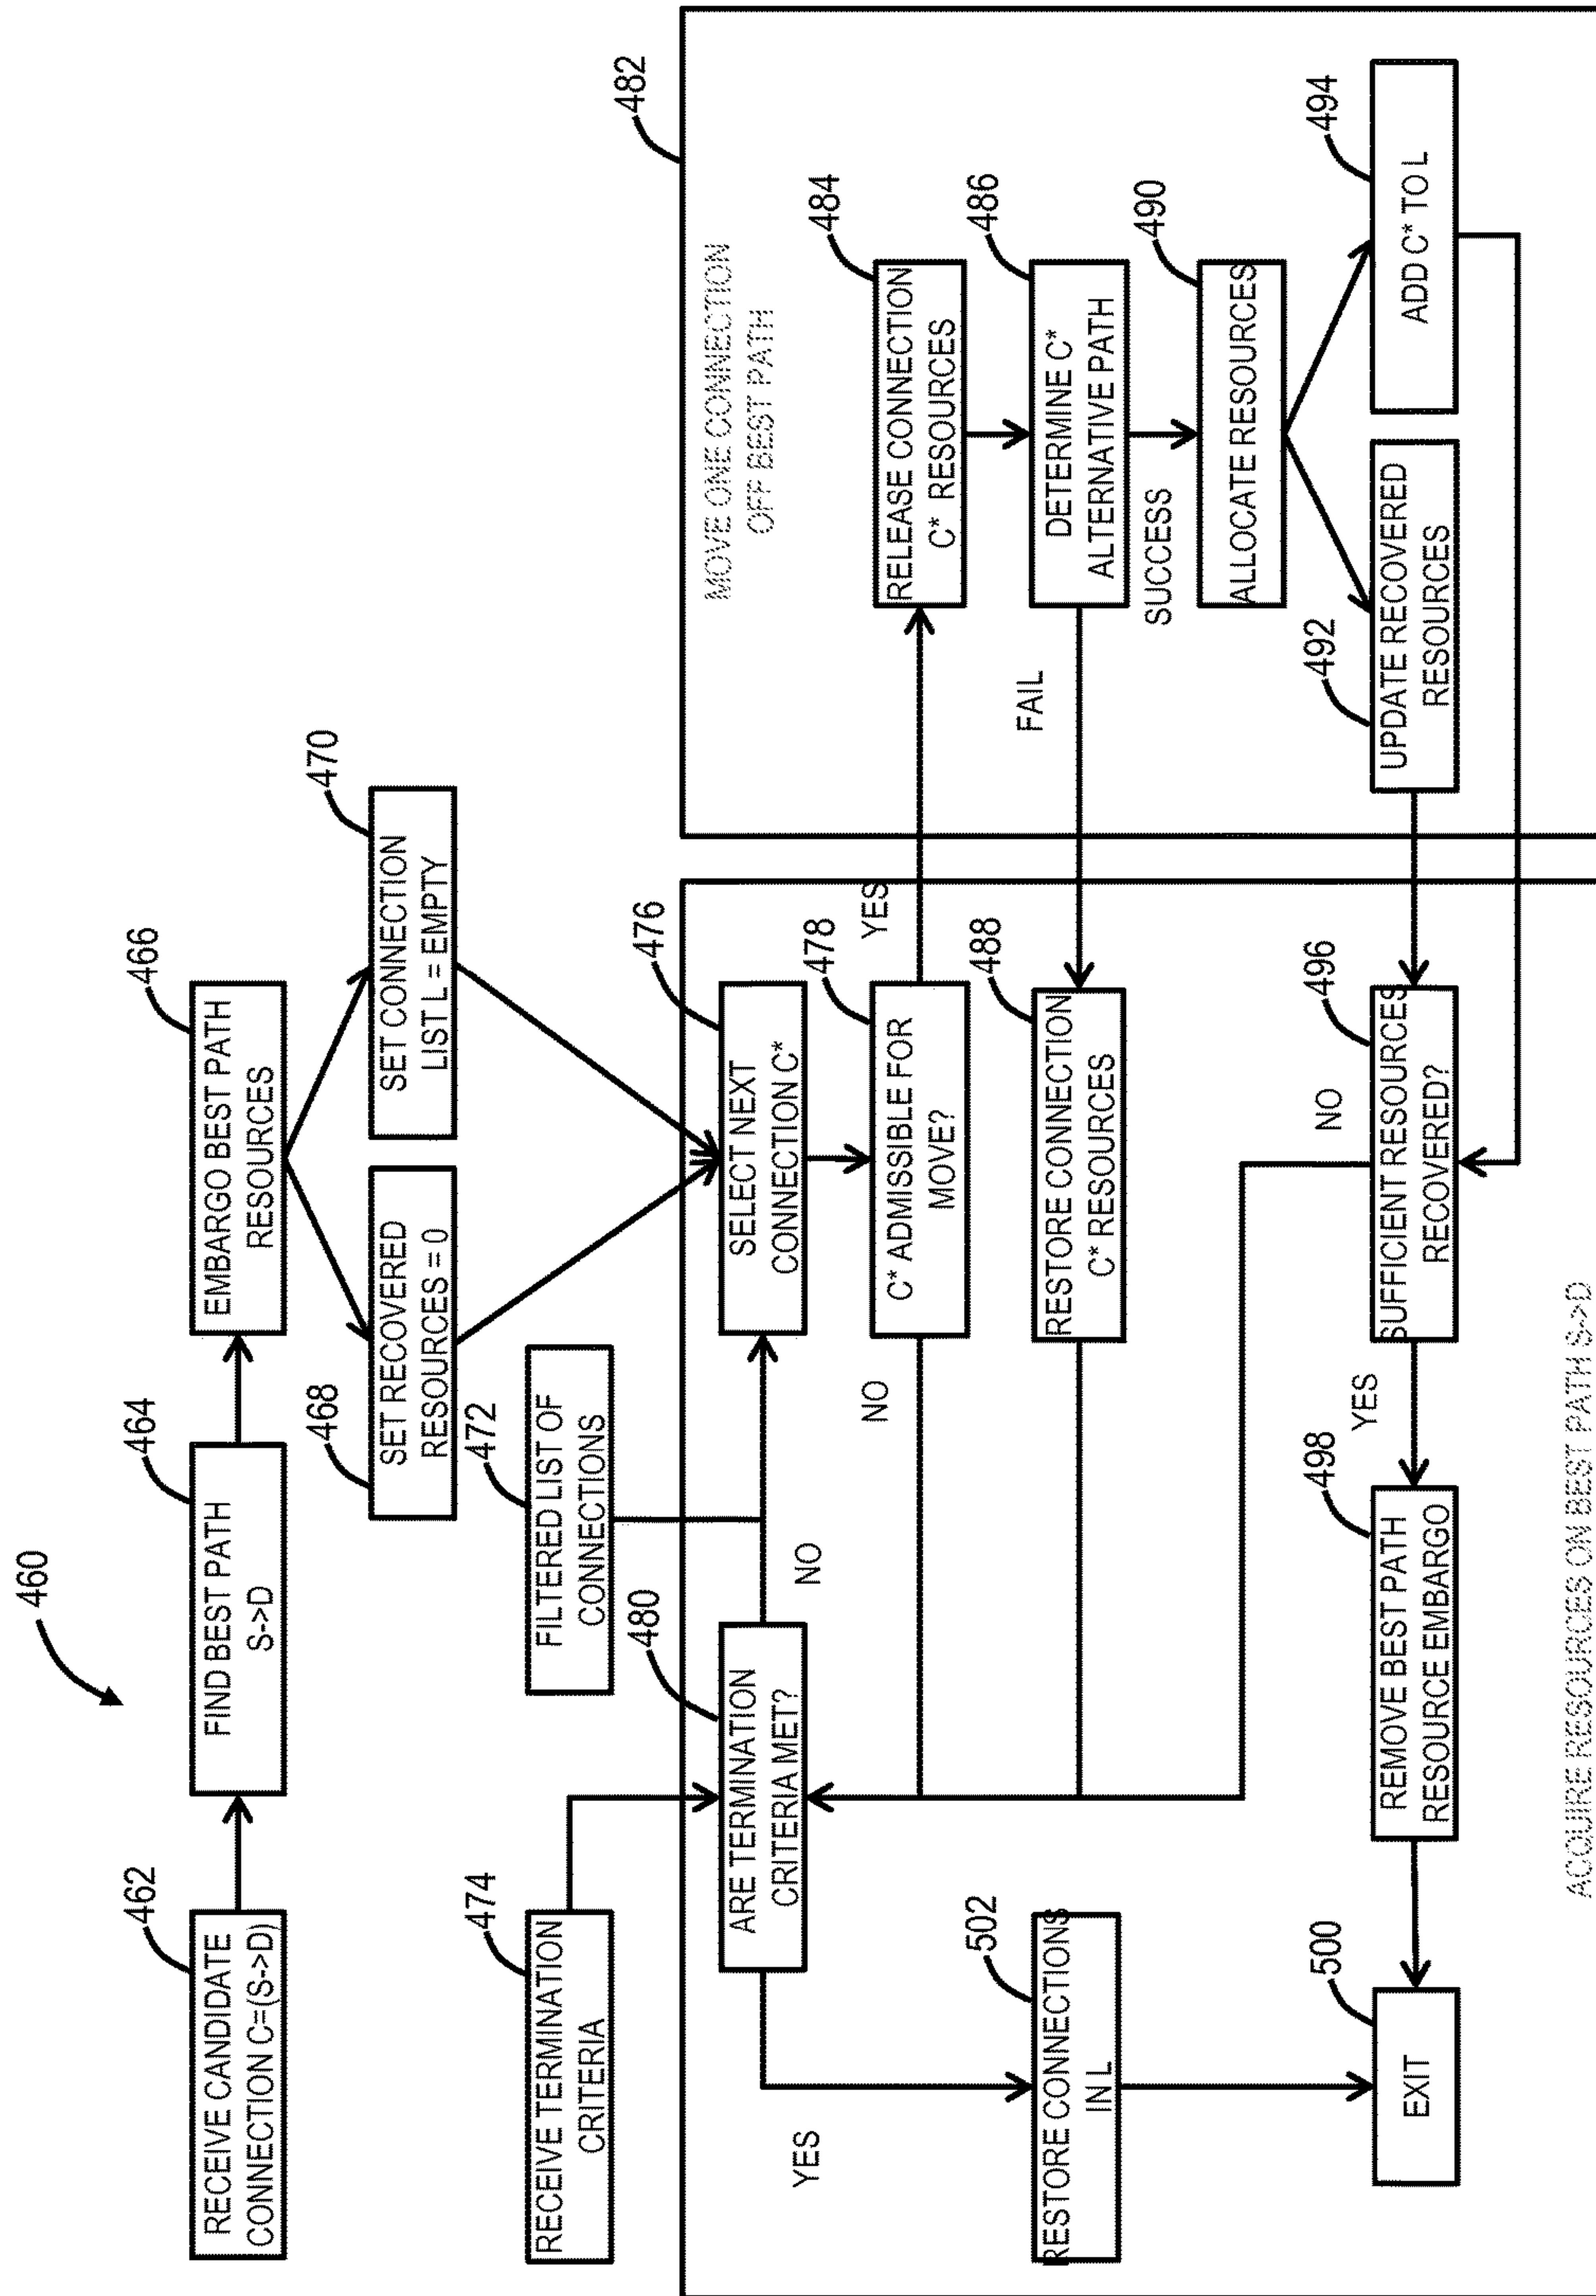 460
462
RECEIVE CANDIDATE
CONNECTION C=(S->D)
464
FIND BEST PATH
S->D
466
EMBARGO BEST PATH
RESOURCES
468
SET RECOVERED
RESOURCES = 0
470
SET CONNECTION
LIST L = EMPTY
472
FILTERED LIST OF
CONNECTIONS
474
RECEIVE TERMINATION
CRITERIA
480
ARE TERMINATION
CRITERIA MET?
NO
YES
476
SELECT NEXT
CONNECTION C*
478
C* ADMISSIBLE FOR
MOVE?
NO
YES
482
MOVE ONE CONNECTION
OFF BEST PATH
484
RELEASE CONNECTION
C* RESOURCES
486
DETERMINE C*
ALTERNATIVE PATH
FAIL
SUCCESS
488
RESTORE CONNECTION
C* RESOURCES
490
ALLOCATE RESOURCES
492
UPDATE RECOVERED
RESOURCES
494
ADD C* TO L
496
SUFFICIENT RESOURCES
RECOVERED?
NO
YES
498
REMOVE BEST PATH
RESOURCE EMBARGO
502
RESTORE CONNECTIONS
IN L
500
EXIT
ACQUIRE RESOURCES ON BEST PATH S->D